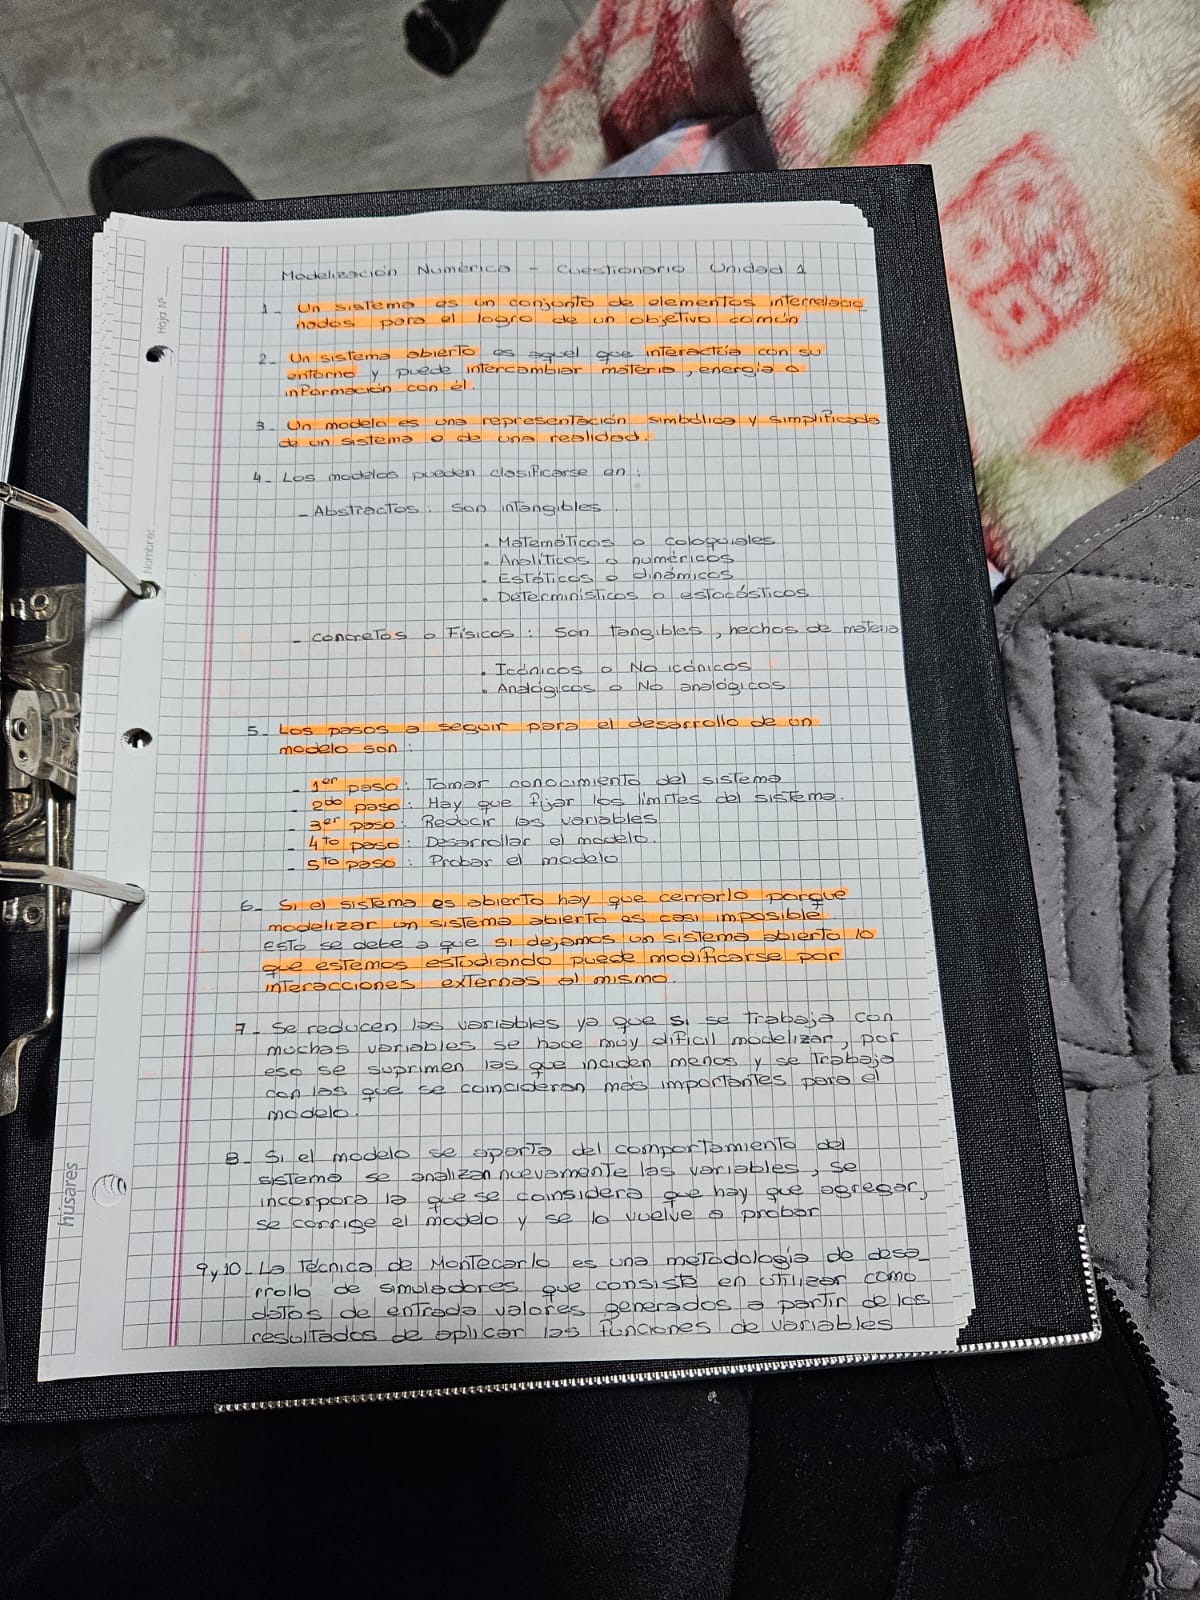 Modelización Numérica - Cuestionario Unidad 1
1_ Un sistema es un conjunto de elementos interrelacio_
nados para el logro de un objetivo común
2_ Un sistema abierto es aquel que interactúa con su
entorno y puede intercambiar materia, energía o
información con él.
3_ Un modelo es una representación simbólica y simplificada
de un sistema o de una realidad.
4_ Los modelos pueden clasificarse en:
- Abstractos: son intangibles.
. Matemáticos o coloquiales
. Analíticos o numéricos
. Estáticos o dinámicos
. Determinísticos o estocásticos
- Concretos o Físicos: Son tangibles, hechos de materia
. Icónicos o No icónicos
. Analógicos o No analógicos
5_ Los pasos a seguir para el desarrollo de un
modelo son:
- 1er paso: Tomar conocimiento del sistema
- 2do paso: Hay que fijar los límites del sistema.
- 3er paso: Reducir las variables
- 4to paso: Desarrollar el modelo.
- 5to paso: Probar el modelo
6_ Si el sistema es abierto hay que cerrarlo porque
modelizar un sistema abierto es casi imposible
esto se debe a que si dejamos un sistema abierto lo
que estemos estudiando puede modificarse por
interacciones externas al mismo.
7_ Se reducen las variables ya que si se trabaja con
muchas variables se hace muy dificil modelizar, por
eso se suprimen las que inciden menos y se trabaja
con las que se coincideran más importantes para el
modelo.
8_ Si el modelo se aparta del comportamiento del
sistema se analizan nuevamente las variables, se
incorpora la que se coinsidera que hay que agregar,
se corrige el modelo y se lo vuelve a probar
9y10_ La Técnica de Montecarlo es una metodología de desa_
rrollo de simuladores que consiste en utilizar como
datos de entrada valores generados a partir de los
resultados de aplicar las funciones de variables
Hoja Nº
Nombre:
húsares